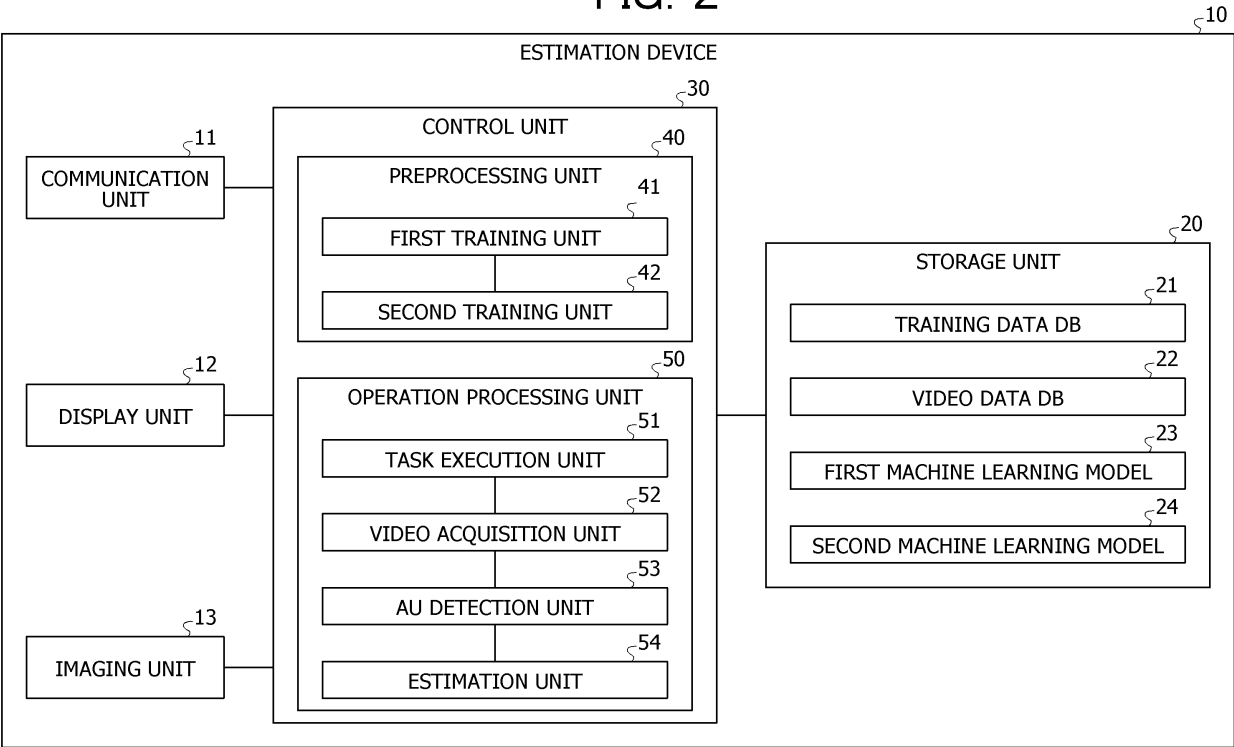 FIG. 2
10
ESTIMATION DEVICE
30
CONTROL UNIT
11
COMMUNICATION
UNIT
40
PREPROCESSING UNIT
41
FIRST TRAINING UNIT
42
SECOND TRAINING UNIT
20
STORAGE UNIT
21
TRAINING DATA DB
22
VIDEO DATA DB
23
FIRST MACHINE LEARNING MODEL
24
SECOND MACHINE LEARNING MODEL
12
DISPLAY UNIT
50
OPERATION PROCESSING UNIT
51
TASK EXECUTION UNIT
52
VIDEO ACQUISITION UNIT
53
AU DETECTION UNIT
54
ESTIMATION UNIT
13
IMAGING UNIT